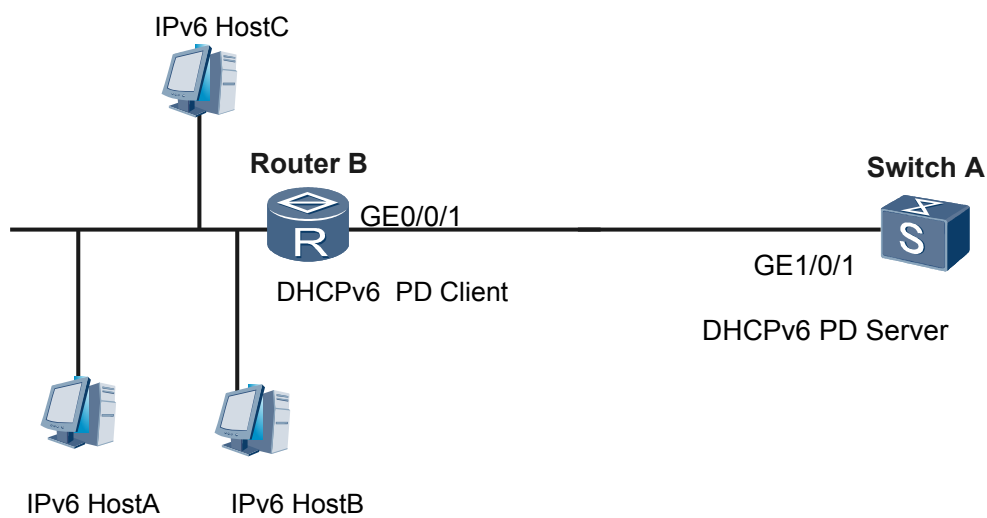 IPv6 HostC
Router B
Switch A
GE0/0/1
R
S
GE1/0/1
DHCPv6 PD Client
DHCPv6 PD Server
IPv6 HostA
IPv6 HostB